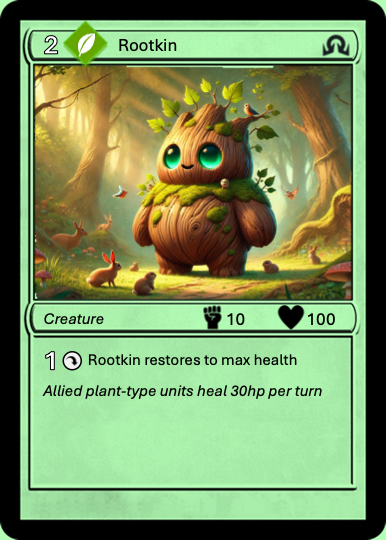 2 Rootkin
Creature 10 100
1 Rootkin restores to max health
Allied plant-type units heal 30hp per turn